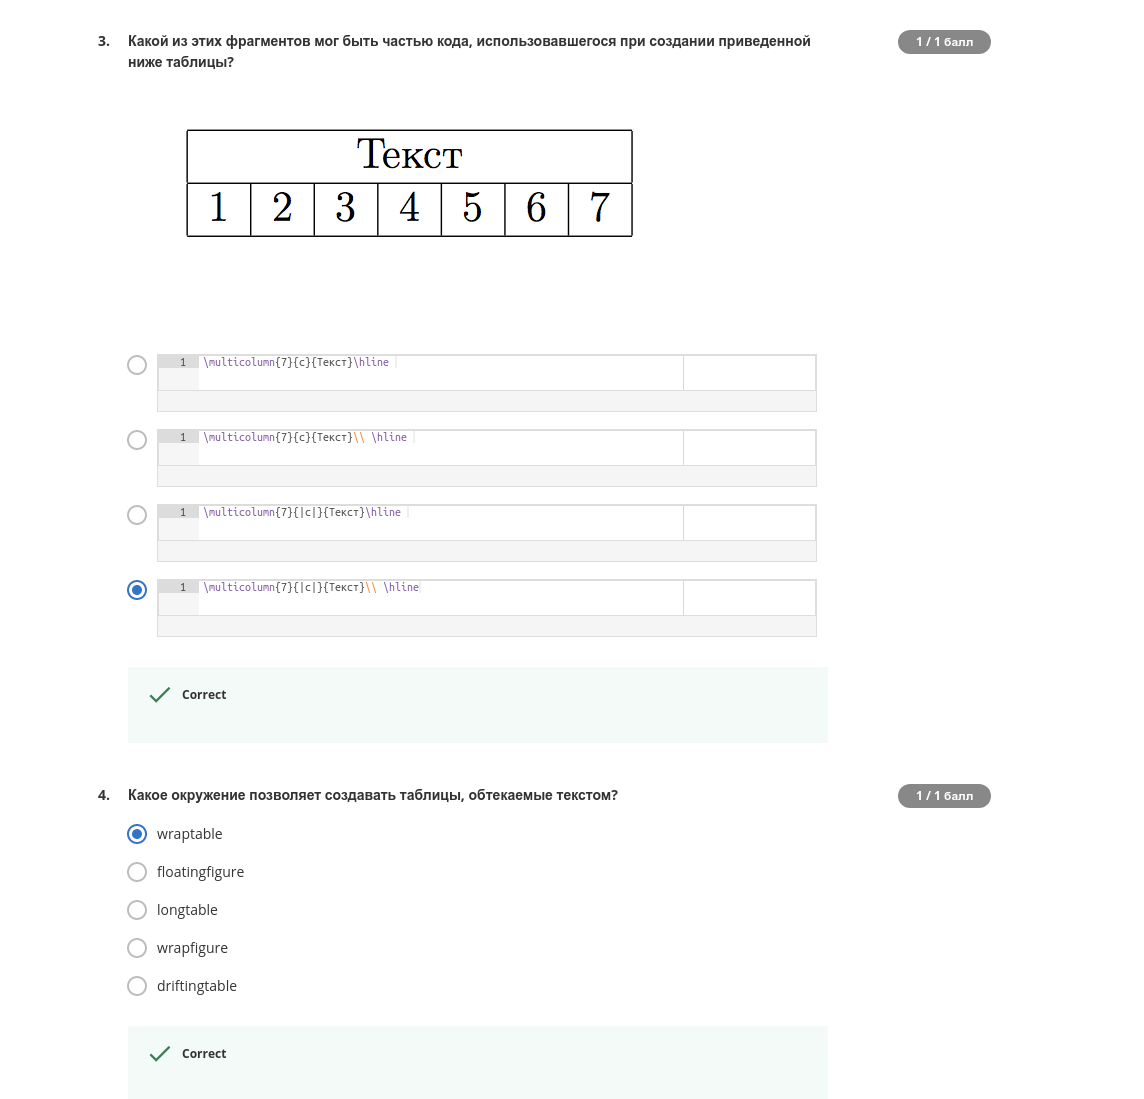 3. Какой из этих фрагментов мог быть частью кода, использовавшегося при создании приведенной
ниже таблицы?
1 / 1 балл
Текст
1 2 3 4 5 6 7
1 \multicolumn{7}{c}{Текст}\hline
1 \multicolumn{7}{c}{Текст}\\ \hline
1 \multicolumn{7}{|c|}{Текст}\hline
1 \multicolumn{7}{|c|}{Текст}\\ \hline
Correct
4. Какое окружение позволяет создавать таблицы, обтекаемые текстом?
1 / 1 балл
wraptable
floatingfigure
longtable
wrapfigure
driftingtable
Correct